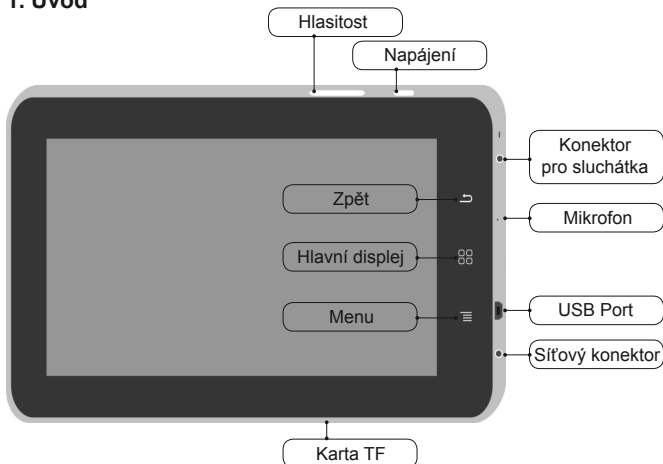 1. Úvod
Hlasitost
Napájení
Konektor
pro sluchátka
Zpět
Mikrofon
Hlavní displej
Menu
USB Port
Síťový konektor
Karta TF